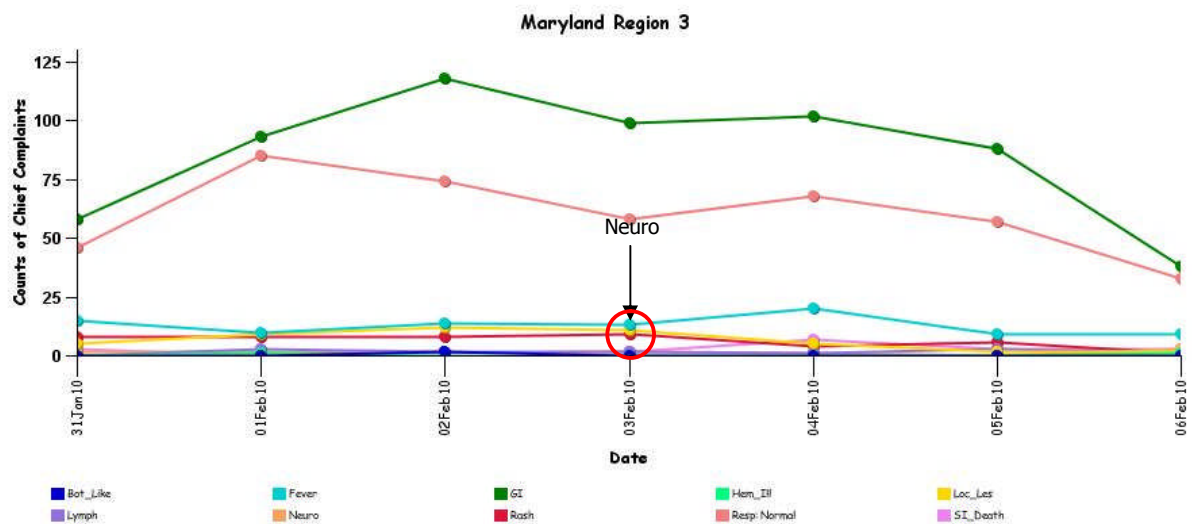 Maryland Region 3
125
100
75
50
25
0
Counts of Chief Complaints
Neuro
31Jan10
01Feb10
02Feb10
03Feb10
04Feb10
05Feb10
06Feb10
Date
Bot_Like Fever GI Hem_Ill Loc_Les
Lymph Neuro Rash Resp: Normal SI_Death